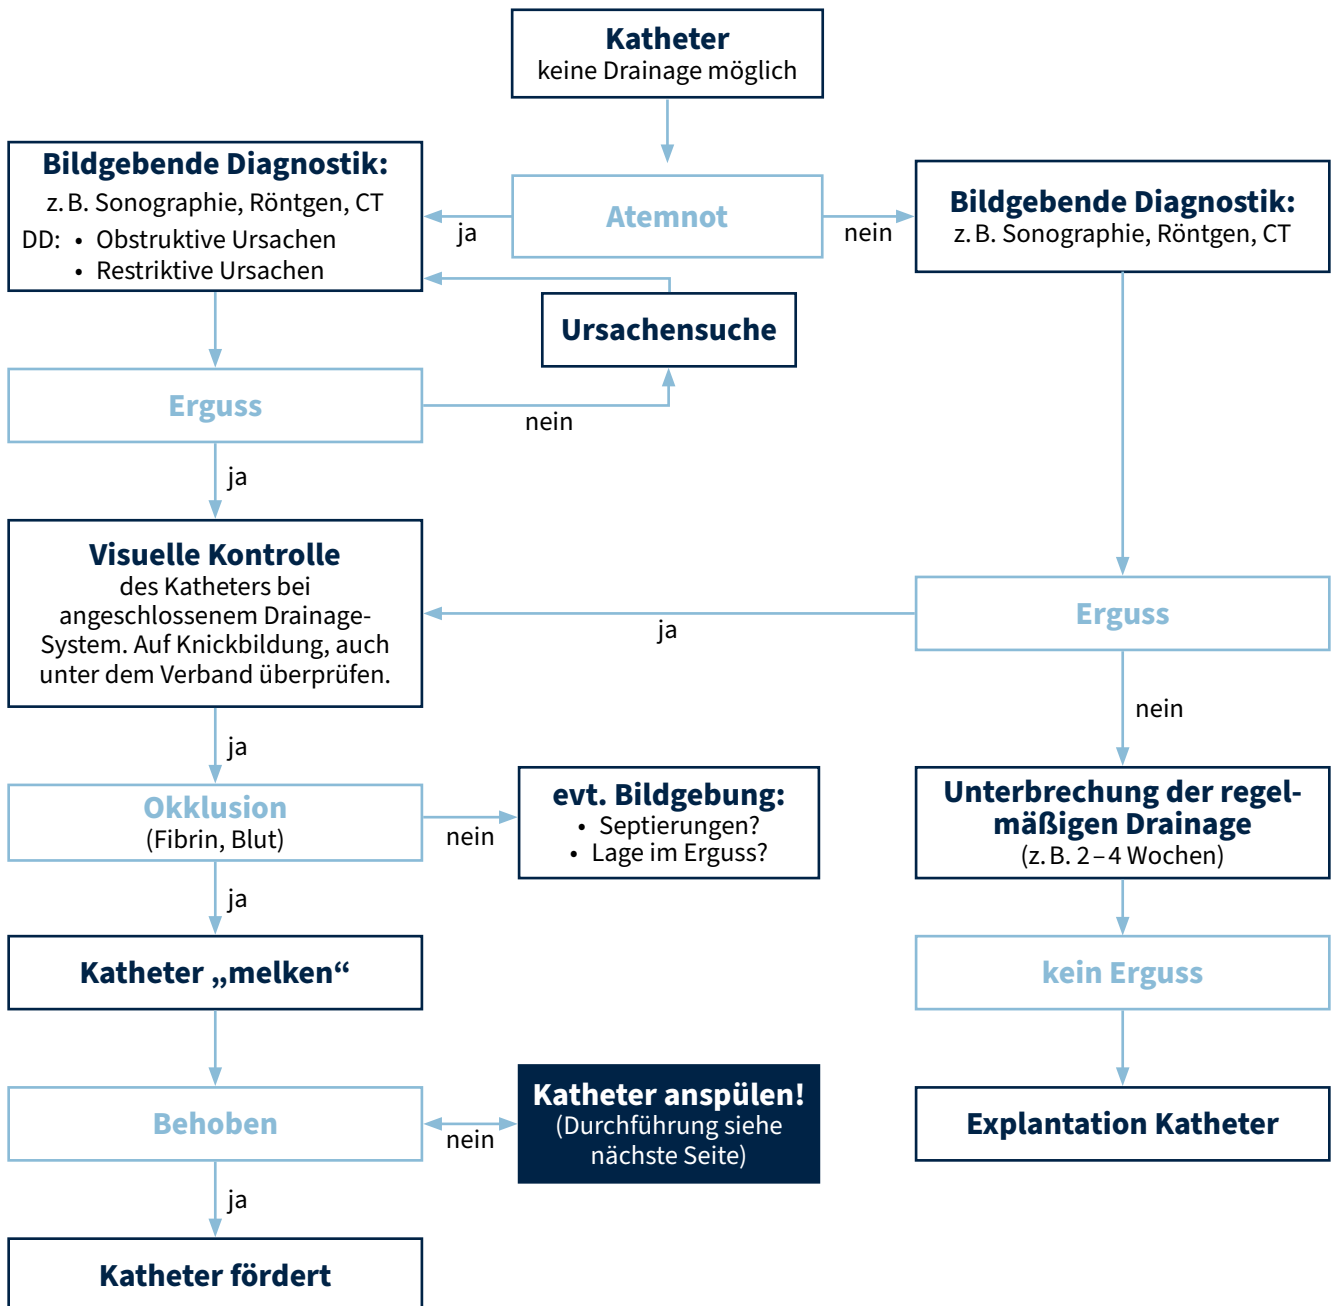 Katheter
keine Drainage möglich
Bildgebende Diagnostik:
z. B. Sonographie, Röntgen, CT
DD: • Obstruktive Ursachen
• Restriktive Ursachen
ja
Atemnot
nein
Bildgebende Diagnostik:
z. B. Sonographie, Röntgen, CT
Ursachensuche
Erguss
nein
ja
Visuelle Kontrolle
des Katheters bei
angeschlossenem Drainage-
System. Auf Knickbildung, auch
unter dem Verband überprüfen.
ja
Erguss
nein
ja
Okklusion
(Fibrin, Blut)
nein
evt. Bildgebung:
• Septierungen?
• Lage im Erguss?
Unterbrechung der regel-
mäßigen Drainage
(z. B. 2 – 4 Wochen)
ja
Katheter „melken“
kein Erguss
Behoben
nein
Katheter anspülen!
(Durchführung siehe
nächste Seite)
Explantation Katheter
ja
Katheter fördert